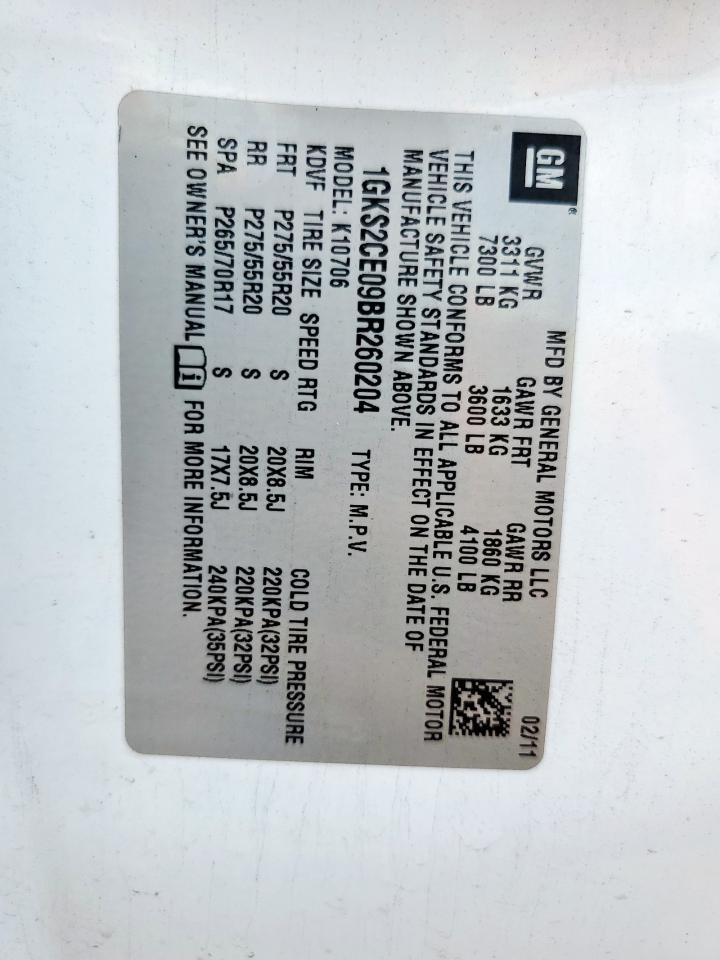 GM®
MFD BY GENERAL MOTORS LLC 02/11
GVWR GAWR FRT GAWR RR
3311 KG 1633 KG 1860 KG
7300 LB 3600 LB 4100 LB
THIS VEHICLE CONFORMS TO ALL APPLICABLE U.S. FEDERAL MOTOR
VEHICLE SAFETY STANDARDS IN EFFECT ON THE DATE OF
MANUFACTURE SHOWN ABOVE.
1GKS2CE09BR260204 TYPE: M.P.V.
MODEL: K10706
KDVF TIRE SIZE SPEED RTG RIM COLD TIRE PRESSURE
FRT P275/55R20 S 20X8.5J 220KPA(32PSI)
RR P275/55R20 S 20X8.5J 220KPA(32PSI)
SPA P265/70R17 S 17X7.5J 240KPA(35PSI)
SEE OWNER'S MANUAL i FOR MORE INFORMATION.